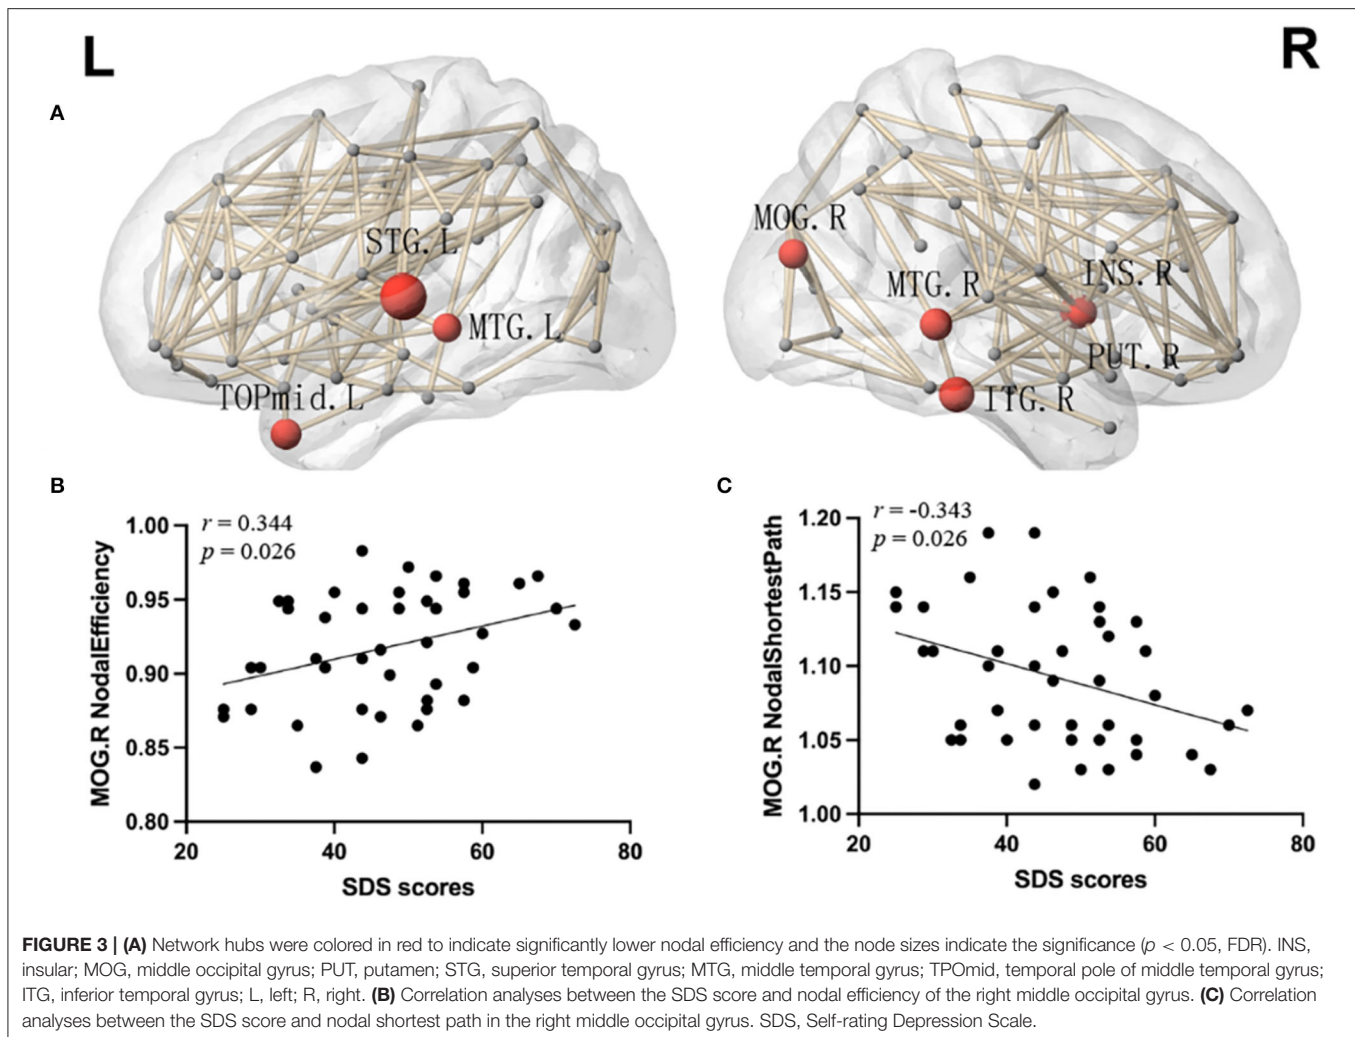 L
R
A
MOG.R
STG.L
INS.R
MTG.R
MTG.L
PUT.R
TOPmid.L
ITG.R
B
C
r = 0.344
p = 0.026
1.00
0.95
0.90
0.85
0.80
MOG.R NodalEfficiency
20
40
60
80
SDS scores
r = -0.343
p = 0.026
1.20
1.15
1.10
1.05
1.00
MOG.R NodalShortestPath
20
40
60
80
SDS scores
FIGURE 3 | (A) Network hubs were colored in red to indicate significantly lower nodal efficiency and the node sizes indicate the significance (p < 0.05, FDR). INS,
insular; MOG, middle occipital gyrus; PUT, putamen; STG, superior temporal gyrus; MTG, middle temporal gyrus; TPOmid, temporal pole of middle temporal gyrus;
ITG, inferior temporal gyrus; L, left; R, right. (B) Correlation analyses between the SDS score and nodal efficiency of the right middle occipital gyrus. (C) Correlation
analyses between the SDS score and nodal shortest path in the right middle occipital gyrus. SDS, Self-rating Depression Scale.